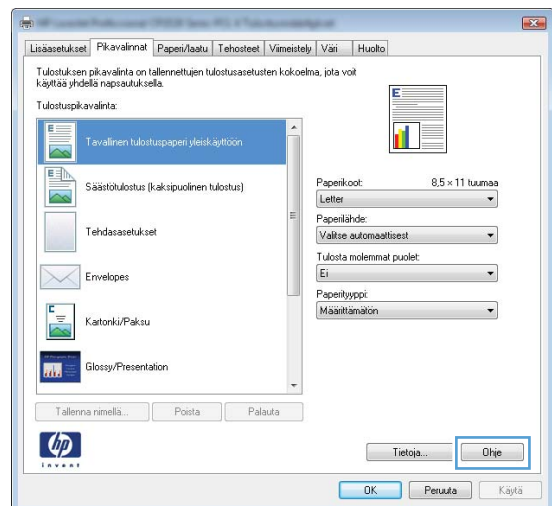 Lisäasetukset Pikavalinnat Paperi/laatu Tehosteet Viimeistely Väri Huolto
Tulostuksen pikavalinta on tallennettujen tulostusasetusten kokoelma, jota voit
käyttää yhdellä napsautuksella.
Tulostuspikavalinta:
Tavallinen tulostuspaperi yleiskäyttöön
Säästötulostus (kaksipuolinen tulostus)
Tehdasasetukset
Envelopes
Kartonki/Paksu
Glossy/Presentation
Tallenna nimellä... Poista Palauta
E
Paperikoot: 8,5 × 11 tuumaa
Letter
Paperilähde:
Valitse automaattisest
Tulosta molemmat puolet:
Ei
Paperityyppi:
Määrittämätön
hp
invent
Tietoja... Ohje
OK Peruuta Käytä